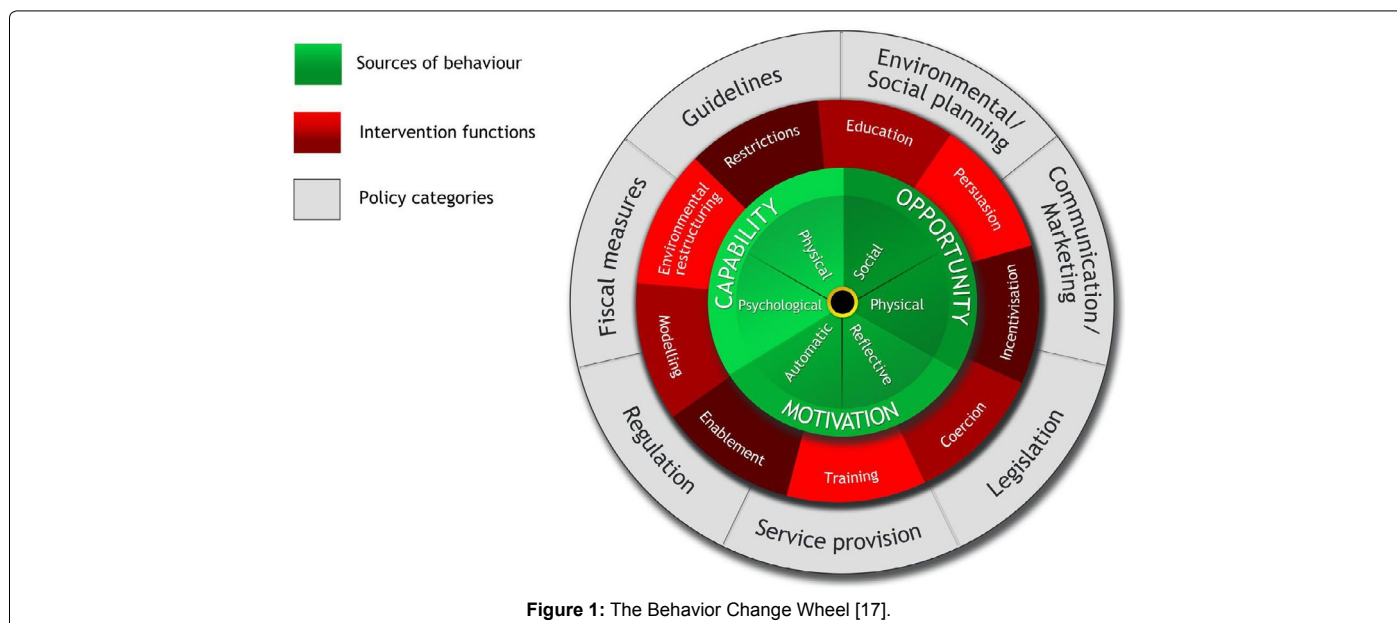 Sources of behaviour
Intervention functions
Policy categories
Guidelines
Environmental/
Social planning
Communication/
Marketing
Legislation
Service provision
Regulation
Fiscal measures
Restrictions
Education
Persuasion
Incentivisation
Coercion
Training
Enablement
Modelling
Environmental
restructuring
CAPABILITY
OPPORTUNITY
MOTIVATION
Physical
Social
Psychological
Physical
Automatic
Reflective
Figure 1: The Behavior Change Wheel [17].